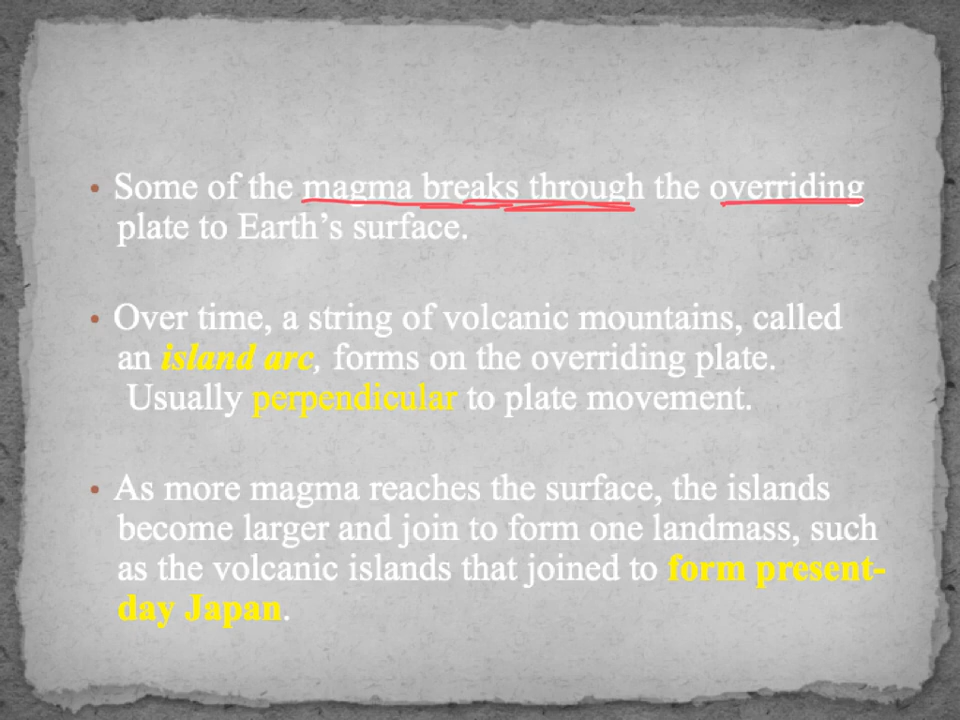 • Some of the magma breaks through the overriding
plate to Earth’s surface.
• Over time, a string of volcanic mountains, called
an island arc, forms on the overriding plate.
Usually perpendicular to plate movement.
• As more magma reaches the surface, the islands
become larger and join to form one landmass, such
as the volcanic islands that joined to form present-
day Japan.